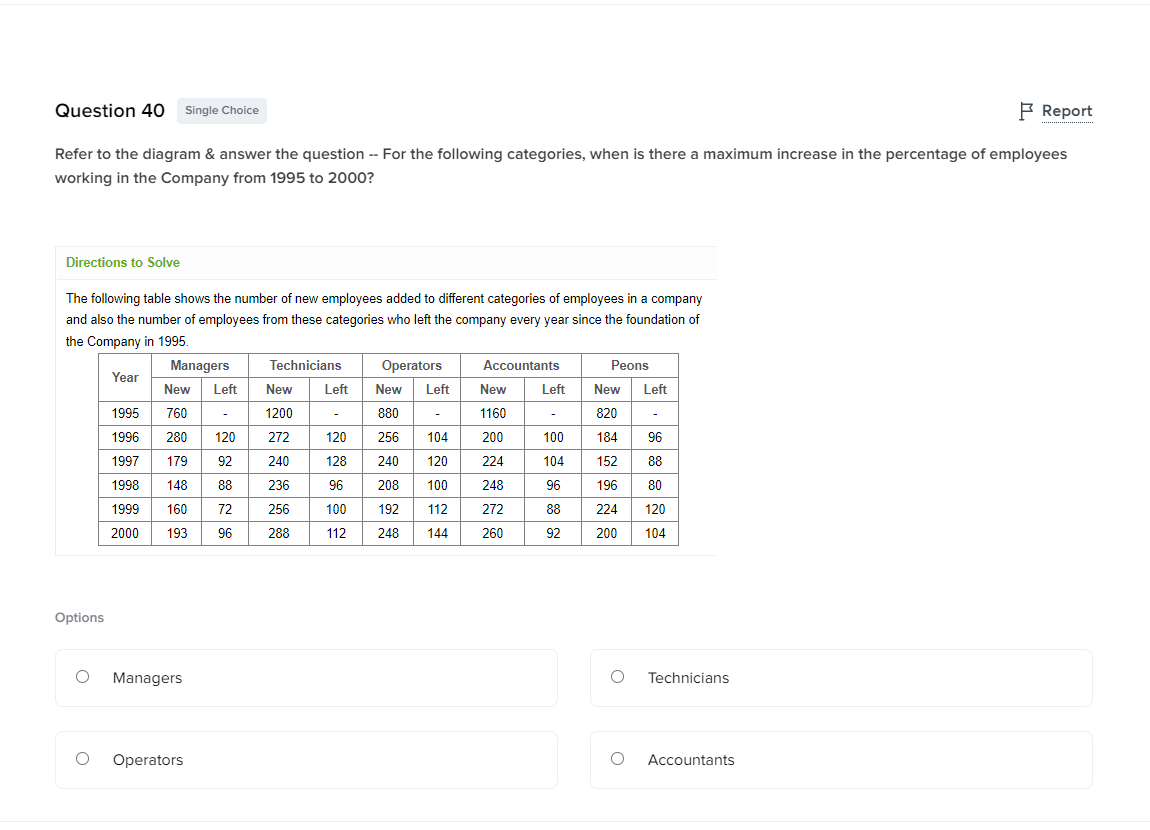 Question 40 Single Choice Report
Refer to the diagram & answer the question -- For the following categories, when is there a maximum increase in the percentage of employees
working in the Company from 1995 to 2000?
Directions to Solve
The following table shows the number of new employees added to different categories of employees in a company
and also the number of employees from these categories who left the company every year since the foundation of
the Company in 1995.
Year Managers Technicians Operators Accountants Peons
New Left New Left New Left New Left New Left
1995 760 - 1200 - 880 - 1160 - 820 -
1996 280 120 272 120 256 104 200 100 184 96
1997 179 92 240 128 240 120 224 104 152 88
1998 148 88 236 96 208 100 248 96 196 80
1999 160 72 256 100 192 112 272 88 224 120
2000 193 96 288 112 248 144 260 92 200 104
Options
Managers Technicians
Operators Accountants